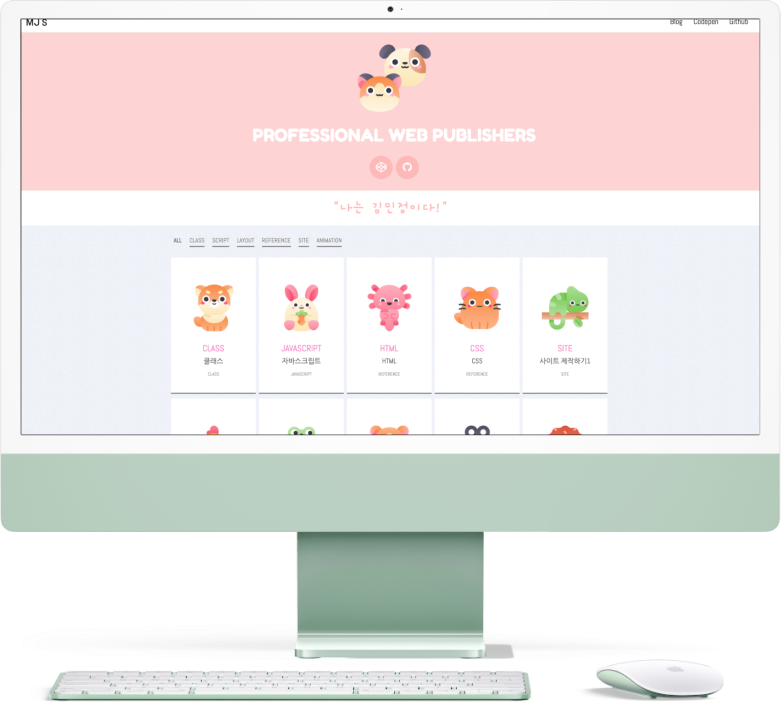 MJ'S
Blog Codepen Github
PROFESSIONAL WEB PUBLISHERS
"나는 김민정이다!"
ALL CLASS SCRIPT LAYOUT REFERENCE SITE ANIMATION
CLASS JAVASCRIPT HTML CSS SITE
클래스 자바스크립트 HTML CSS 사이트 제작하기1
CLASS JAVASCRIPT REFERENCE REFERENCE SITE